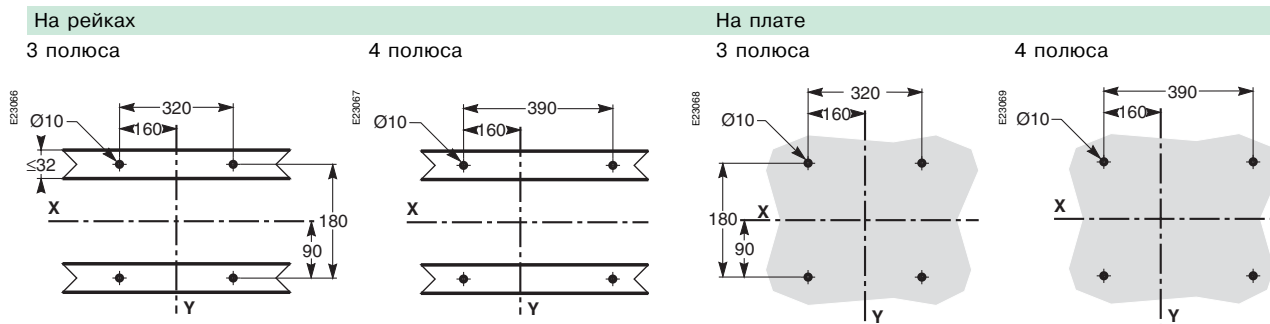 На рейках
На плате
3 полюса
4 полюса
3 полюса
4 полюса
E23066
320
160
Ø10
≤32
X
180
90
Y
E23067
390
160
Ø10
X
Y
E23068
320
160
Ø10
180
X
90
Y
E23069
390
160
Ø10
X
Y